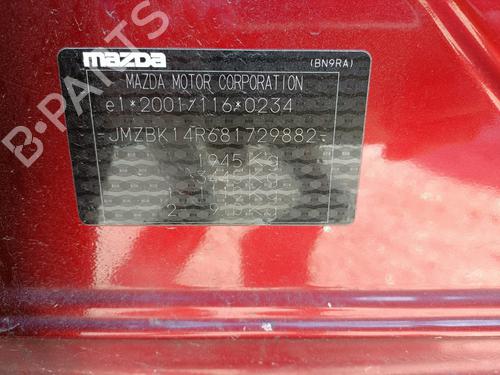 mazda (BN9RA)
MAZDA MOTOR CORPORATION
e1*2001/116*0234
-JMZBK14R681729882-
1945 Kg
B-PARTS